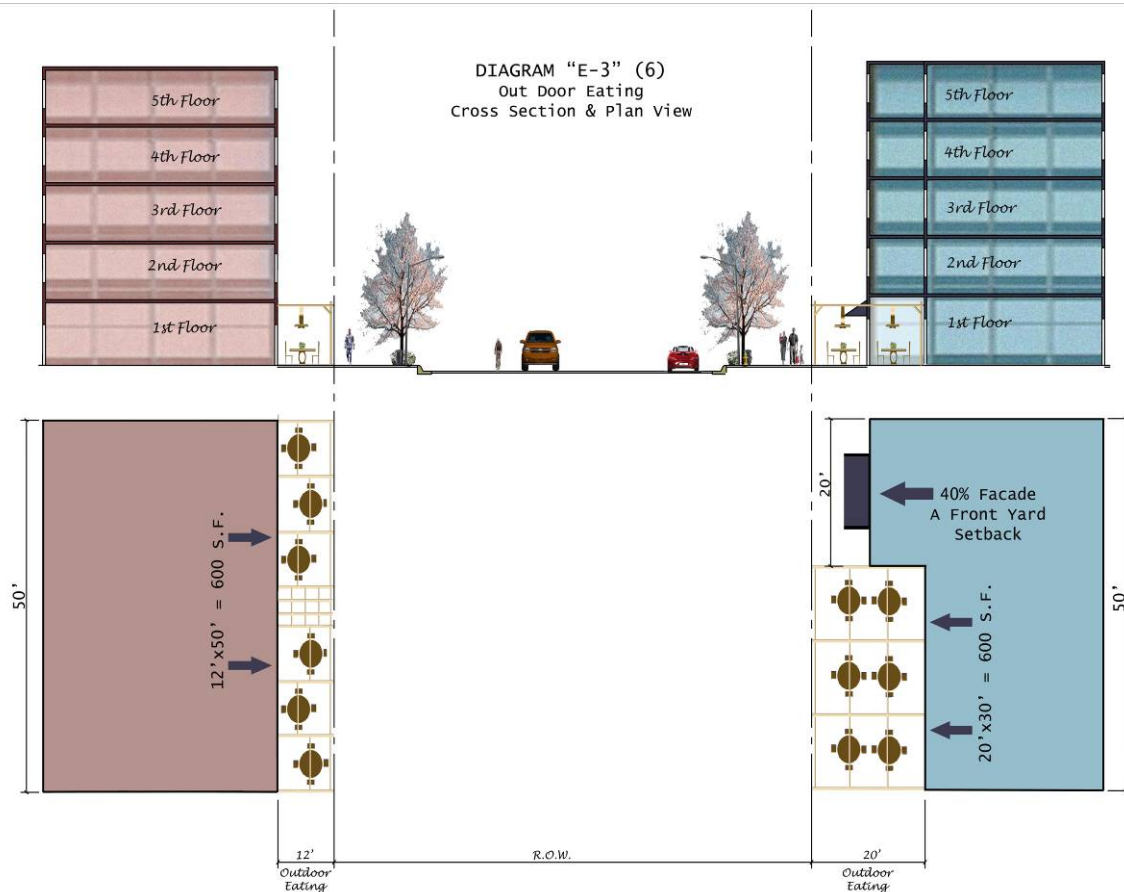 DIAGRAM “E-3” (6)
Out Door Eating
Cross Section & Plan View
5th Floor
4th Floor
3rd Floor
2nd Floor
1st Floor
5th Floor
4th Floor
3rd Floor
2nd Floor
1st Floor
50’
12’x50’ = 600 S.F.
20’
40% Facade
A Front Yard
Setback
20’x30’ = 600 S.F.
50’
12’
Outdoor
Eating
R.O.W.
20’
Outdoor
Eating